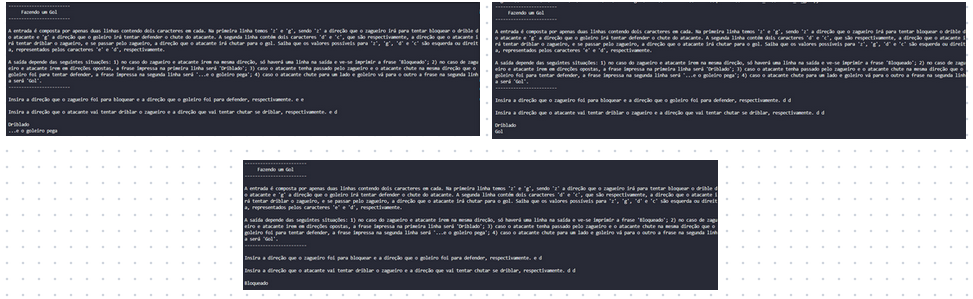 ------------------------
Fazendo um Gol
------------------------
A entrada é composta por apenas duas linhas contendo dois caracteres em cada. Na primeira linha temos 'z' e 'g', sendo 'z' a direção que o zagueiro irá para tentar bloquear o drible d
o atacante e 'g' a direção que o goleiro irá tentar defender o chute do atacante. A segunda linha contém dois caracteres 'd' e 'c', que são respectivamente, a direção que o atacante i
rá tentar driblar o zagueiro, e se passar pelo zagueiro, a direção que o atacante irá chutar para o gol. Saiba que os valores possíveis para 'z', 'g', 'd' e 'c' são esquerda ou direit
a, representados pelos caracteres 'e' e 'd', respectivamente.
A saída depende das seguintes situações: 1) no caso do zagueiro e atacante irem na mesma direção, só haverá uma linha na saída e ve-se imprimir a frase 'Bloqueado'; 2) no caso de zagu
eiro e atacante irem em direções opostas, a frase impressa na primeira linha será 'Driblado'; 3) caso o atacante tenha passado pelo zagueiro e o atacante chute na mesma direção que o
goleiro foi para tentar defender, a frase impressa na segunda linha será '...e o goleiro pega'; 4) caso o atacante chute para um lado e goleiro vá para o outro a frase na segunda linh
a será 'Gol'.
------------------------
Insira a direção que o zagueiro foi para bloquear e a direção que o goleiro foi para defender, respectivamente. e e
Insira a direção que o atacante vai tentar driblar o zagueiro e a direção que vai tentar chutar se driblar, respectivamente. e d
Driblado
...e o goleiro pega
------------------------
Fazendo um Gol
------------------------
A entrada é composta por apenas duas linhas contendo dois caracteres em cada. Na primeira linha temos 'z' e 'g', sendo 'z' a direção que o zagueiro irá para tentar bloquear o drible d
o atacante e 'g' a direção que o goleiro irá tentar defender o chute do atacante. A segunda linha contém dois caracteres 'd' e 'c', que são respectivamente, a direção que o atacante i
rá tentar driblar o zagueiro, e se passar pelo zagueiro, a direção que o atacante irá chutar para o gol. Saiba que os valores possíveis para 'z', 'g', 'd' e 'c' são esquerda ou direit
a, representados pelos caracteres 'e' e 'd', respectivamente.
A saída depende das seguintes situações: 1) no caso do zagueiro e atacante irem na mesma direção, só haverá uma linha na saída e ve-se imprimir a frase 'Bloqueado'; 2) no caso de zagu
eiro e atacante irem em direções opostas, a frase impressa na primeira linha será 'Driblado'; 3) caso o atacante tenha passado pelo zagueiro e o atacante chute na mesma direção que o
goleiro foi para tentar defender, a frase impressa na segunda linha será '...e o goleiro pega'; 4) caso o atacante chute para um lado e goleiro vá para o outro a frase na segunda linh
a será 'Gol'.
------------------------
Insira a direção que o zagueiro foi para bloquear e a direção que o goleiro foi para defender, respectivamente. d d
Insira a direção que o atacante vai tentar driblar o zagueiro e a direção que vai tentar chutar se driblar, respectivamente. d d
Driblado
Gol
------------------------
Fazendo um Gol
------------------------
A entrada é composta por apenas duas linhas contendo dois caracteres em cada. Na primeira linha temos 'z' e 'g', sendo 'z' a direção que o zagueiro irá para tentar bloquear o drible d
o atacante e 'g' a direção que o goleiro irá tentar defender o chute do atacante. A segunda linha contém dois caracteres 'd' e 'c', que são respectivamente, a direção que o atacante i
rá tentar driblar o zagueiro, e se passar pelo zagueiro, a direção que o atacante irá chutar para o gol. Saiba que os valores possíveis para 'z', 'g', 'd' e 'c' são esquerda ou direit
a, representados pelos caracteres 'e' e 'd', respectivamente.
A saída depende das seguintes situações: 1) no caso do zagueiro e atacante irem na mesma direção, só haverá uma linha na saída e ve-se imprimir a frase 'Bloqueado'; 2) no caso de zagu
eiro e atacante irem em direções opostas, a frase impressa na primeira linha será 'Driblado'; 3) caso o atacante tenha passado pelo zagueiro e o atacante chute na mesma direção que o
goleiro foi para tentar defender, a frase impressa na segunda linha será '...e o goleiro pega'; 4) caso o atacante chute para um lado e goleiro vá para o outro a frase na segunda linh
a será 'Gol'.
------------------------
Insira a direção que o zagueiro foi para bloquear e a direção que o goleiro foi para defender, respectivamente. e d
Insira a direção que o atacante vai tentar driblar o zagueiro e a direção que vai tentar chutar se driblar, respectivamente. d d
Bloqueado